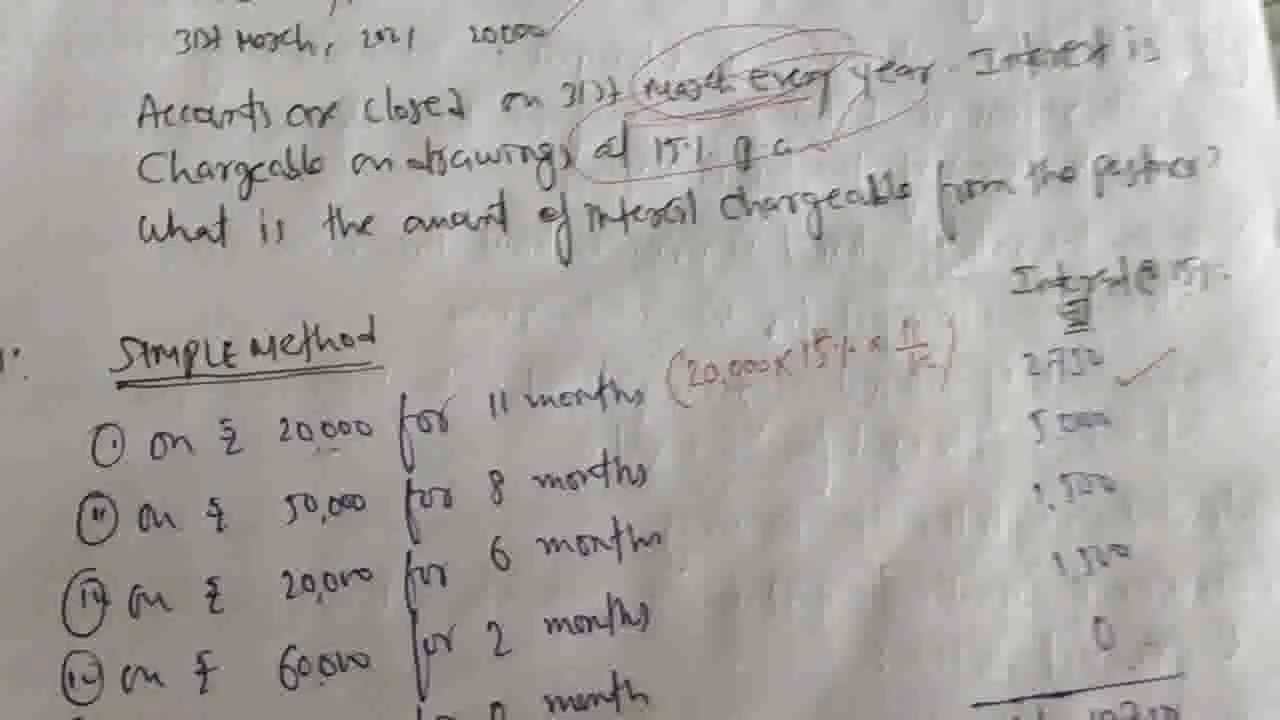 31st March, 2021 20,000
Accounts are closed on 31st March every year. Interest is
Chargeable on drawings at 15% p.a
What is the amount of interest chargeable from the partner?
Interest @ 15%
SIMPLE Method
(i) on ₹ 20,000 for 11 months (20,000 x 15% x 11/12) 2,750
(ii) on ₹ 50,000 for 8 months 5,000
(iii) on ₹ 20,000 for 6 months 1,500
(iv) on ₹ 60,000 for 2 months 1,500
0 month 0